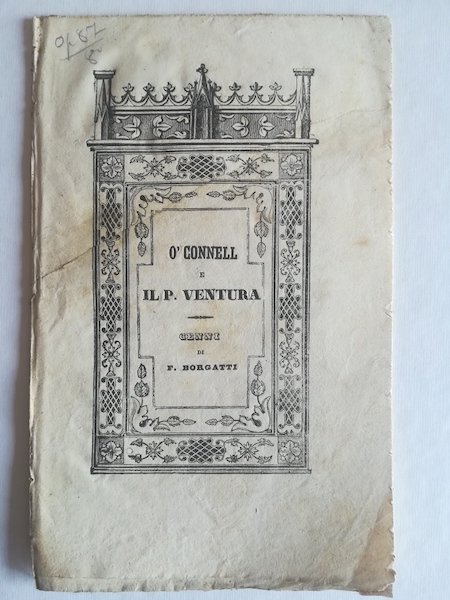 O' CONNELL
E
IL P. VENTURA
CENNI
DI
F. BORGATTI